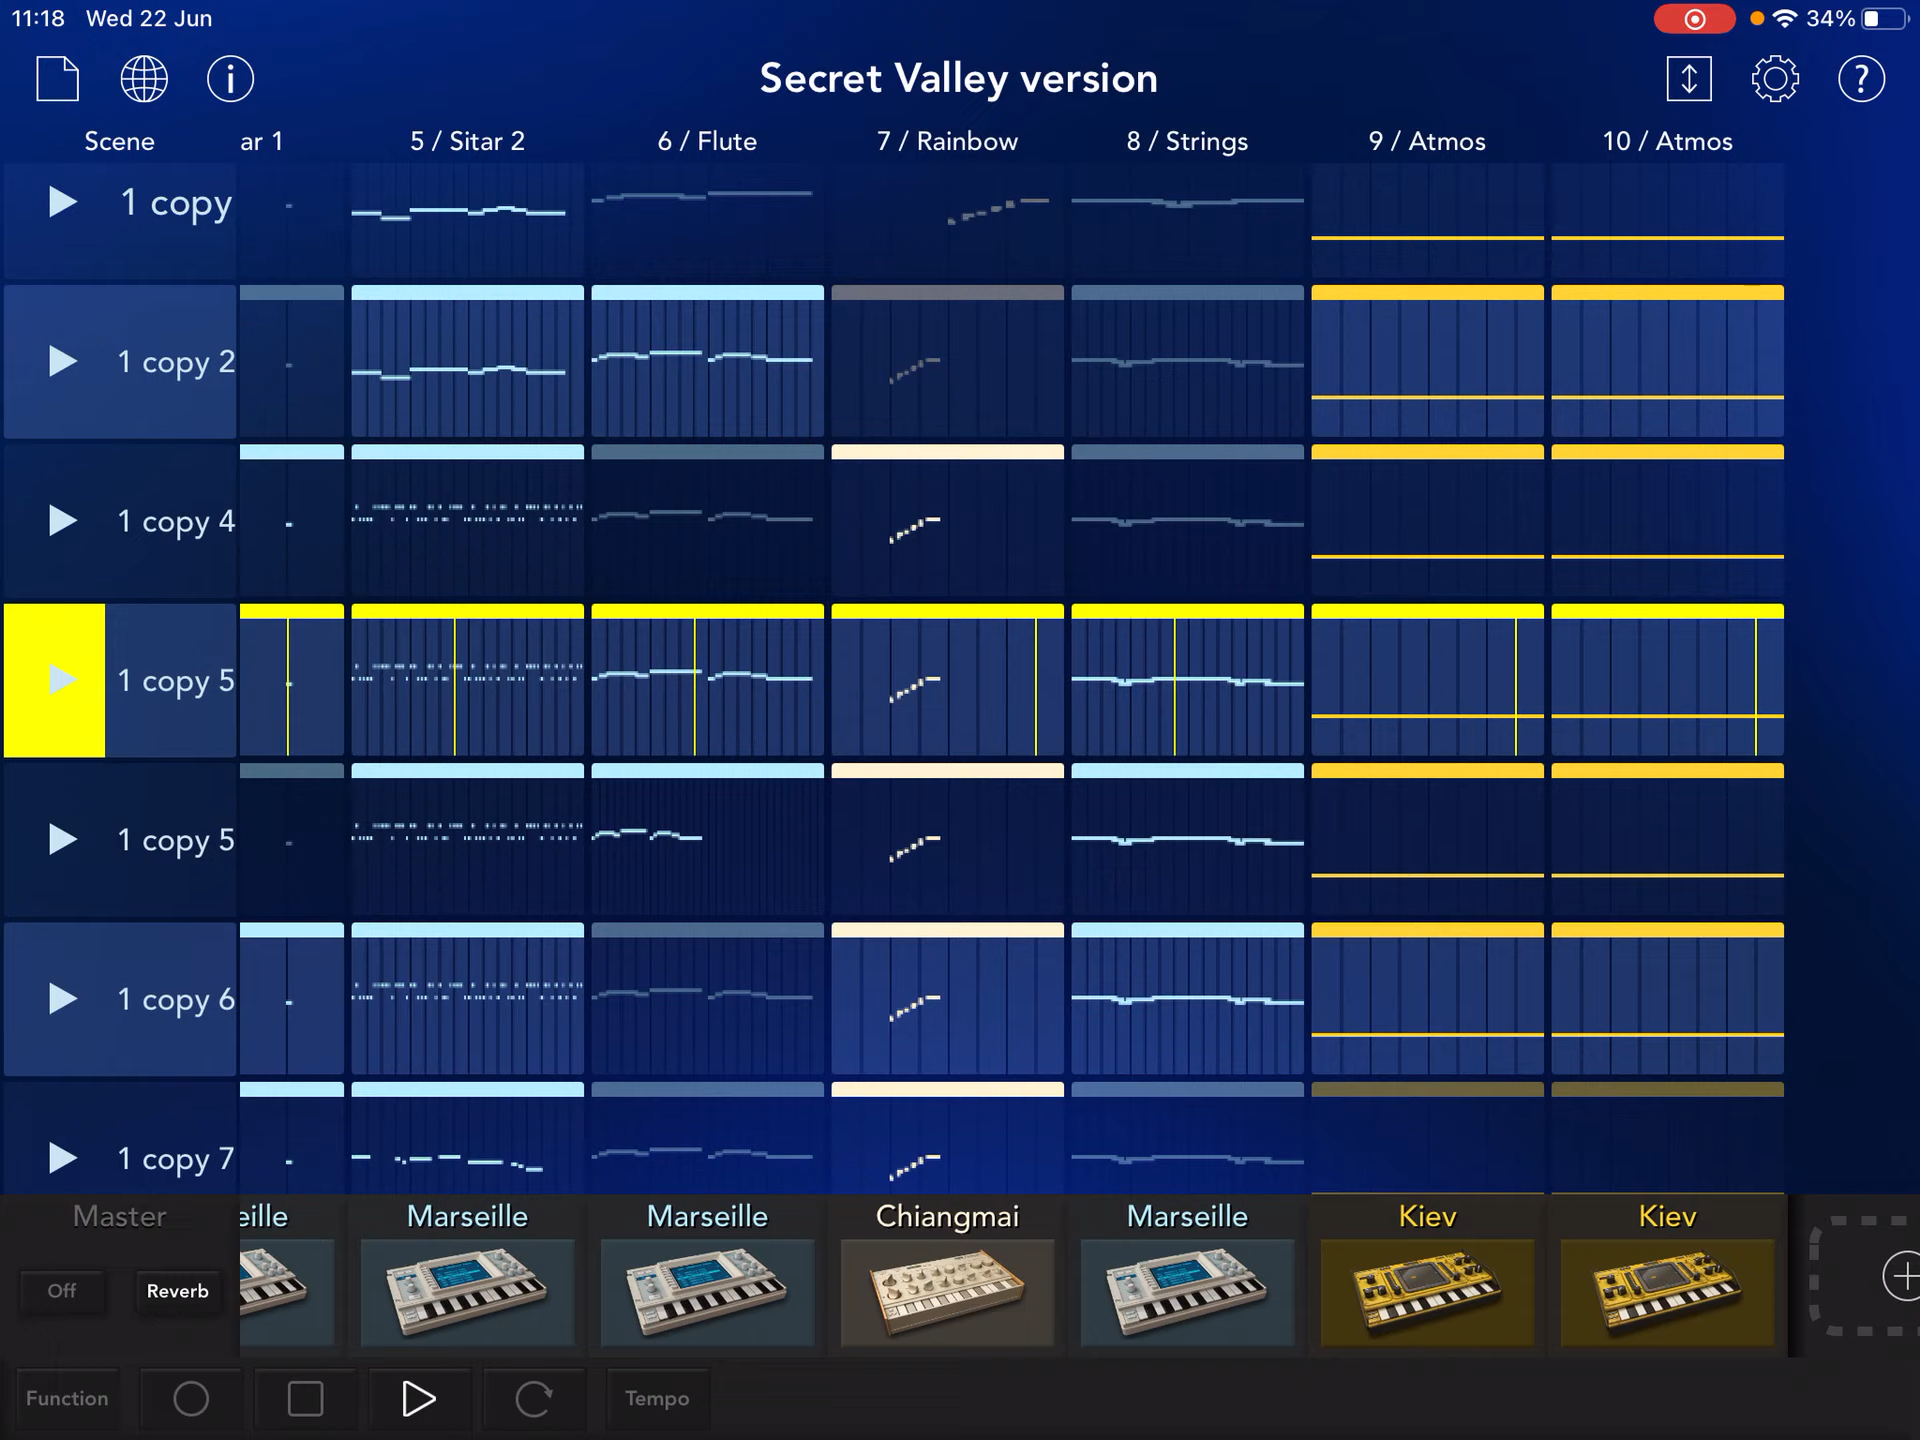 11:18 Wed 22 Jun
34%
Secret Valley version
Scene ar 1 5 / Sitar 2 6 / Flute 7 / Rainbow 8 / Strings 9 / Atmos 10 / Atmos
1 copy
1 copy 2
1 copy 4
1 copy 5
1 copy 5
1 copy 6
1 copy 7
Master eille Marseille Marseille Chiangmai Marseille Kiev Kiev
Off Reverb
Function Tempo